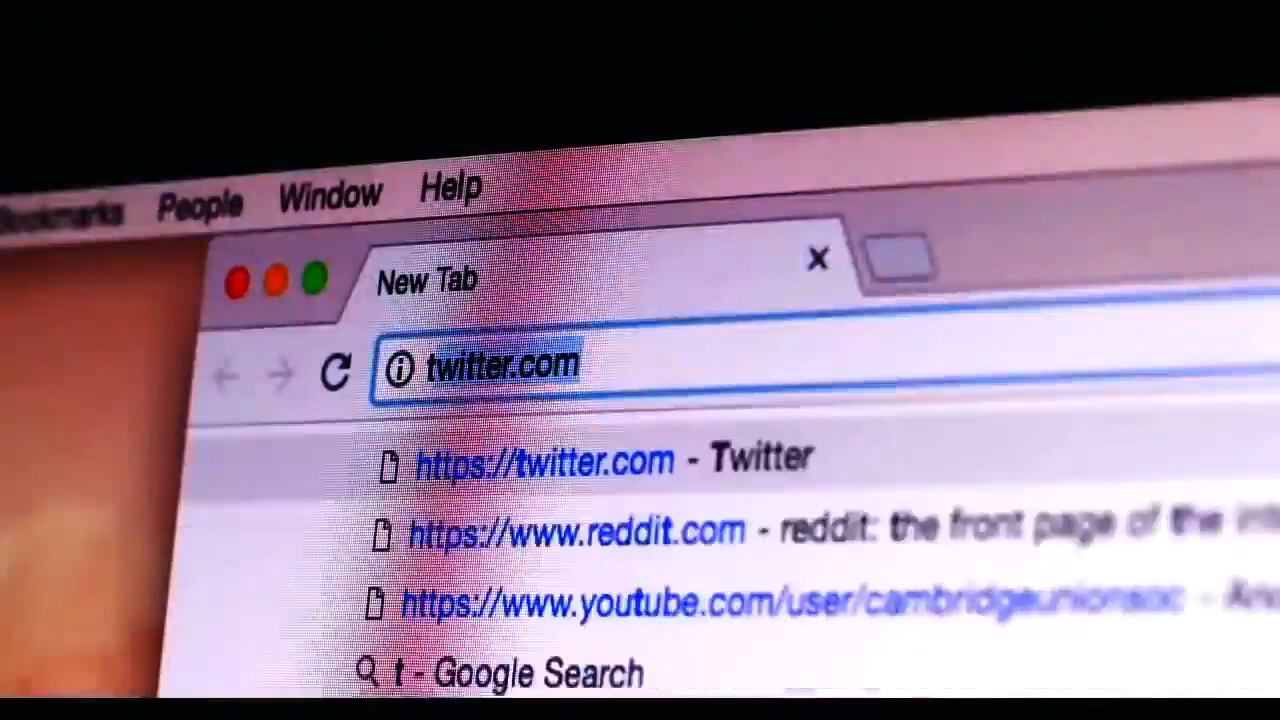 Bookmarks People Window Help
New Tab
twitter.com
https://twitter.com - Twitter
https://www.reddit.com - reddit: the front page of the
https://www.youtube.com/user/
t - Google Search